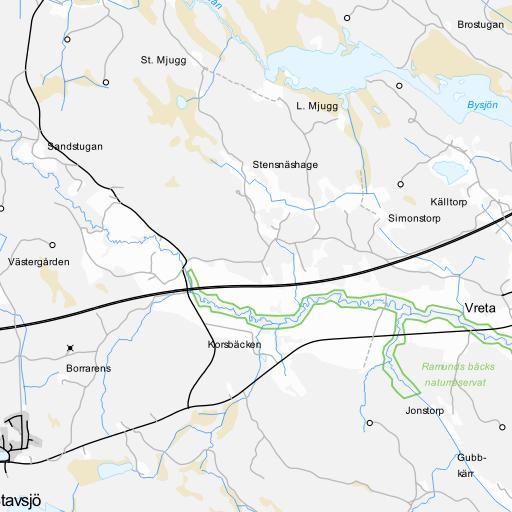 Brostugan
St. Mjugg
L. Mjugg
Bysjön
Sandstugan
Stensnäshage
Källtorp
Simonstorp
Västergården
Vreta
Korsbäcken
Borrarens
Ramunds bäcks
naturreservat
Jonstorp
Gubb-
kärr
tavsjö